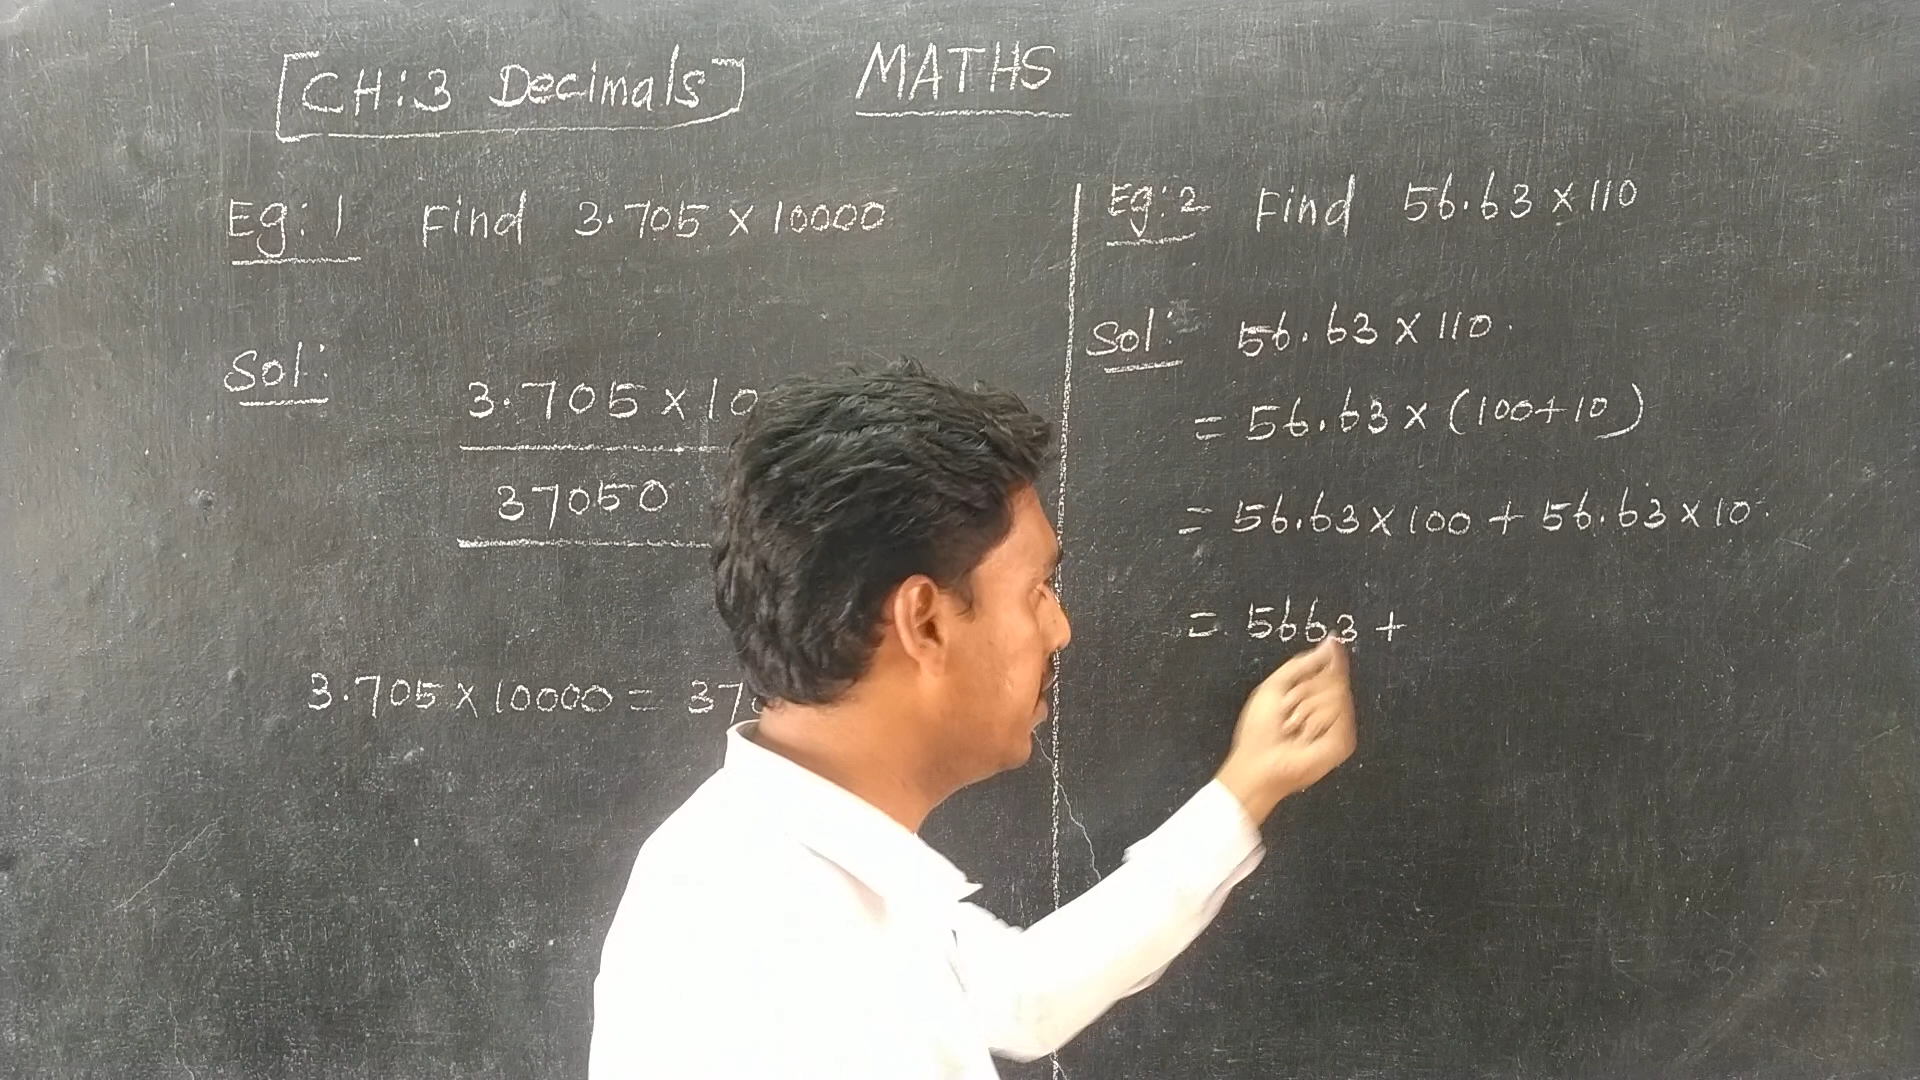 [CH:3 Decimals] MATHS
Eg:1 Find 3.705 × 10000
Sol:
3.705 × 10
37050
3.705 × 10000 = 37
Eg:2 Find 56.63 × 110
Sol: 56.63 × 110.
= 56.63 × (100+10)
= 56.63 × 100 + 56.63 × 10.
= 5663 +